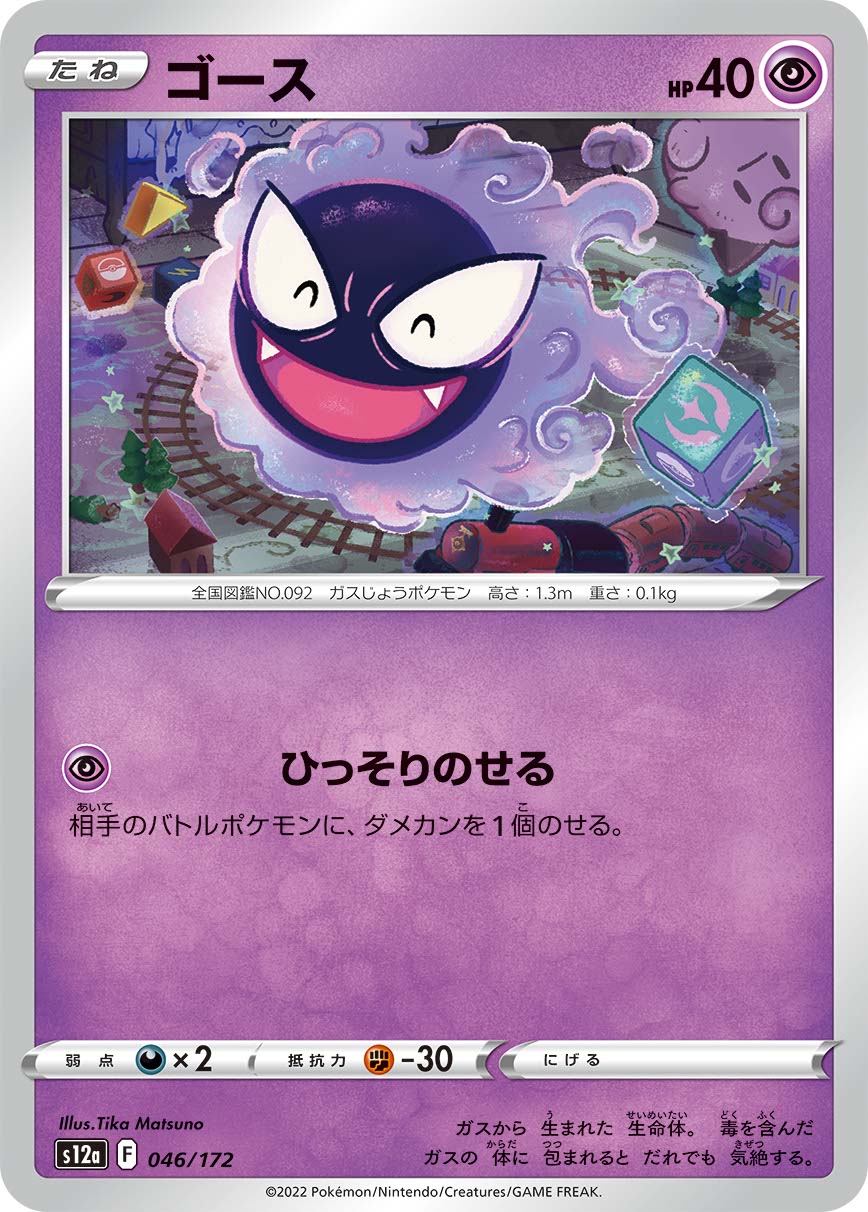 たね ゴース HP40
全国図鑑NO.092 ガスじょうポケモン 高さ：1.3m 重さ：0.1kg
ひっそりのせる
相手のバトルポケモンに、ダメカンを1個のせる。
弱点 ×2 抵抗力 -30 にげる
Illus.Tika Matsuno
ガスから 生まれた 生命体。 毒を含んだ
ガスの 体に 包まれると だれでも 気絶する。
s12a F 046/172
©2022 Pokémon/Nintendo/Creatures/GAME FREAK.